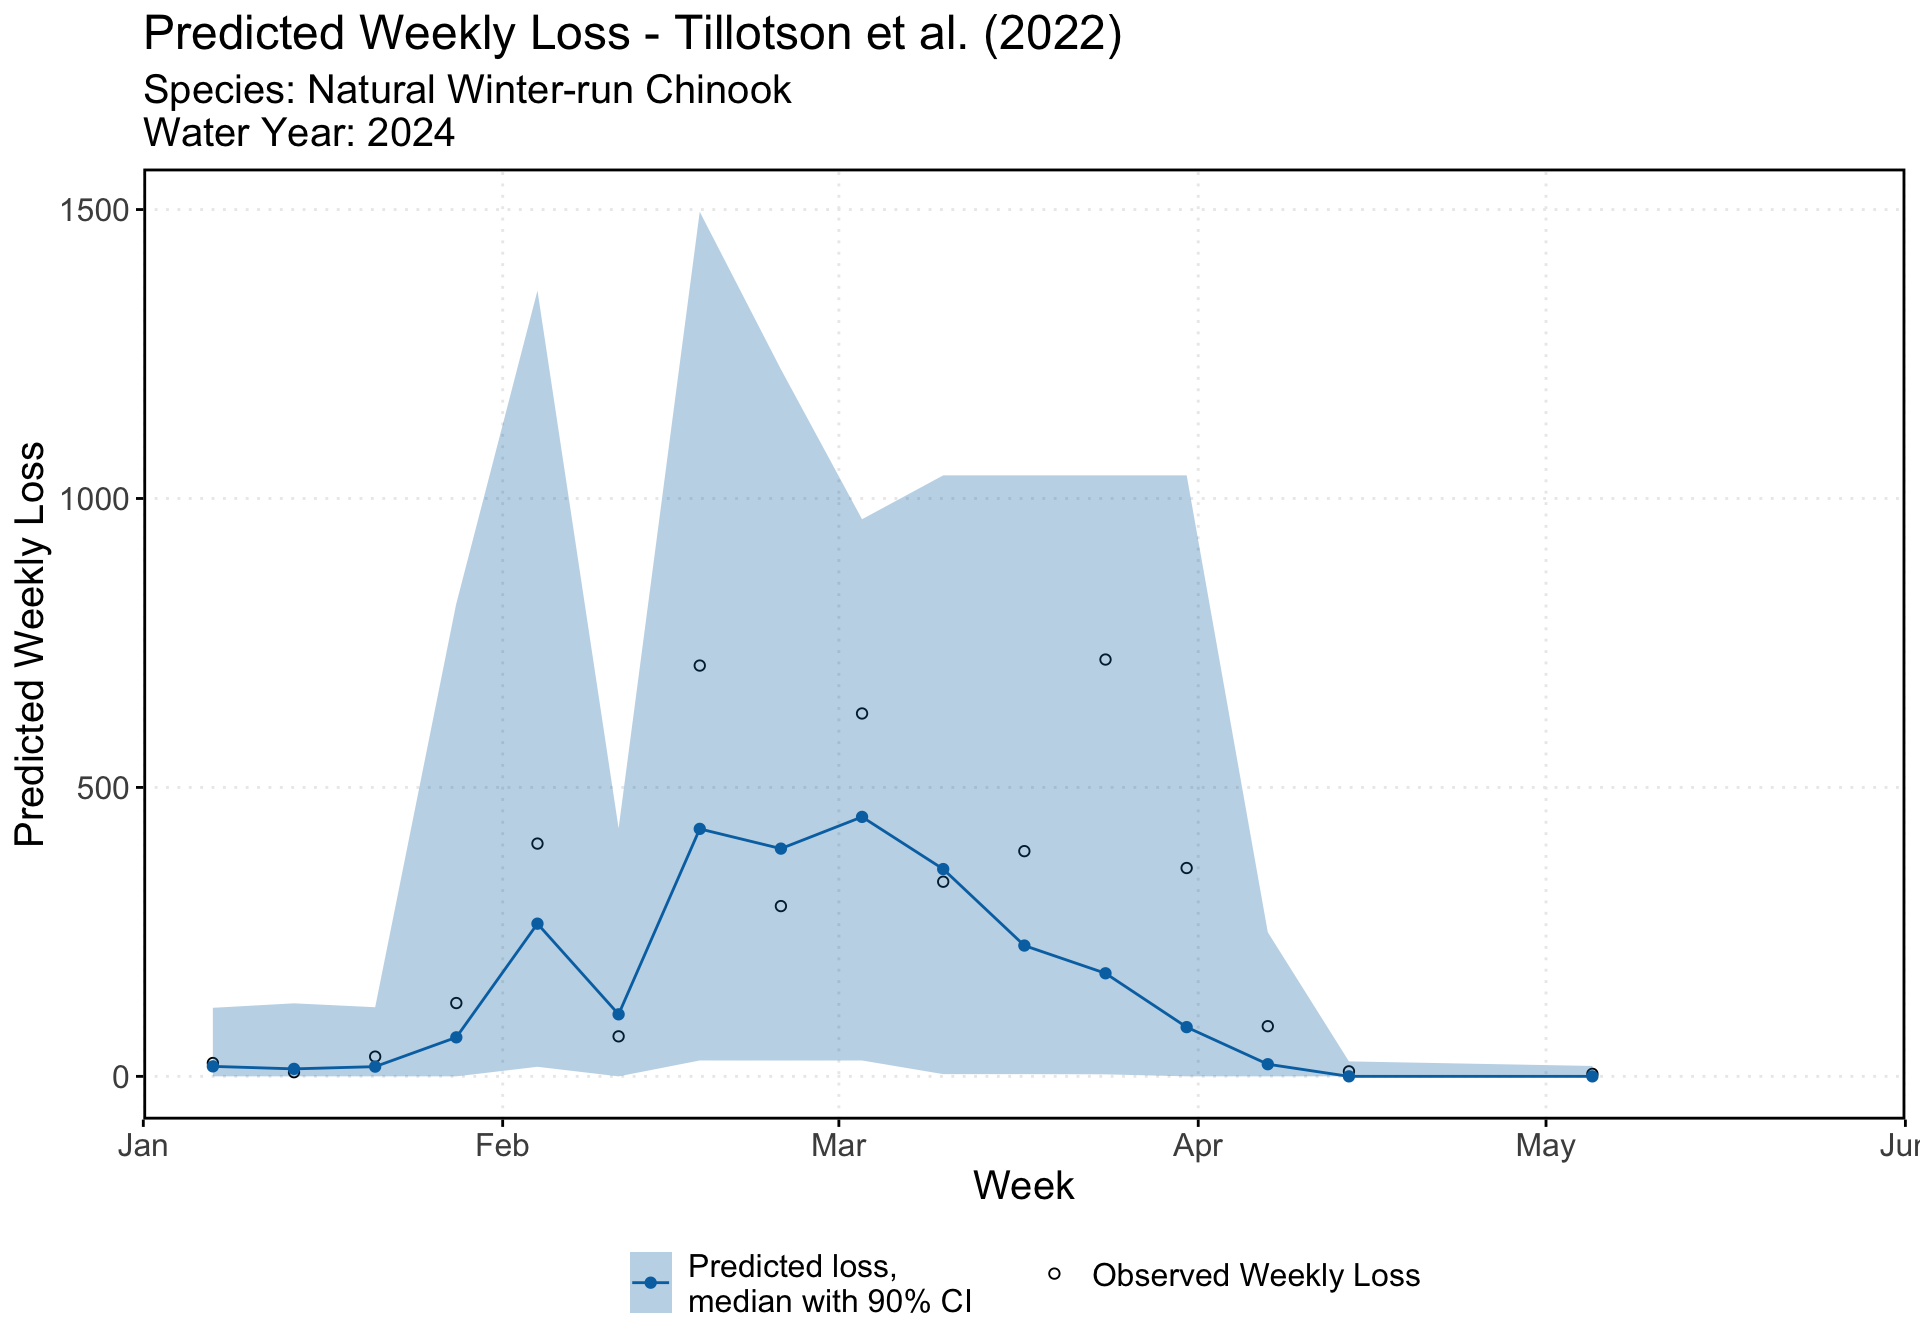 Predicted Weekly Loss - Tillotson et al. (2022)
Species: Natural Winter-run Chinook
Water Year: 2024
Predicted Weekly Loss
1500
1000
500
0
Jan
Feb
Mar
Apr
May
Jun
Week
Predicted loss,
median with 90% CI
Observed Weekly Loss